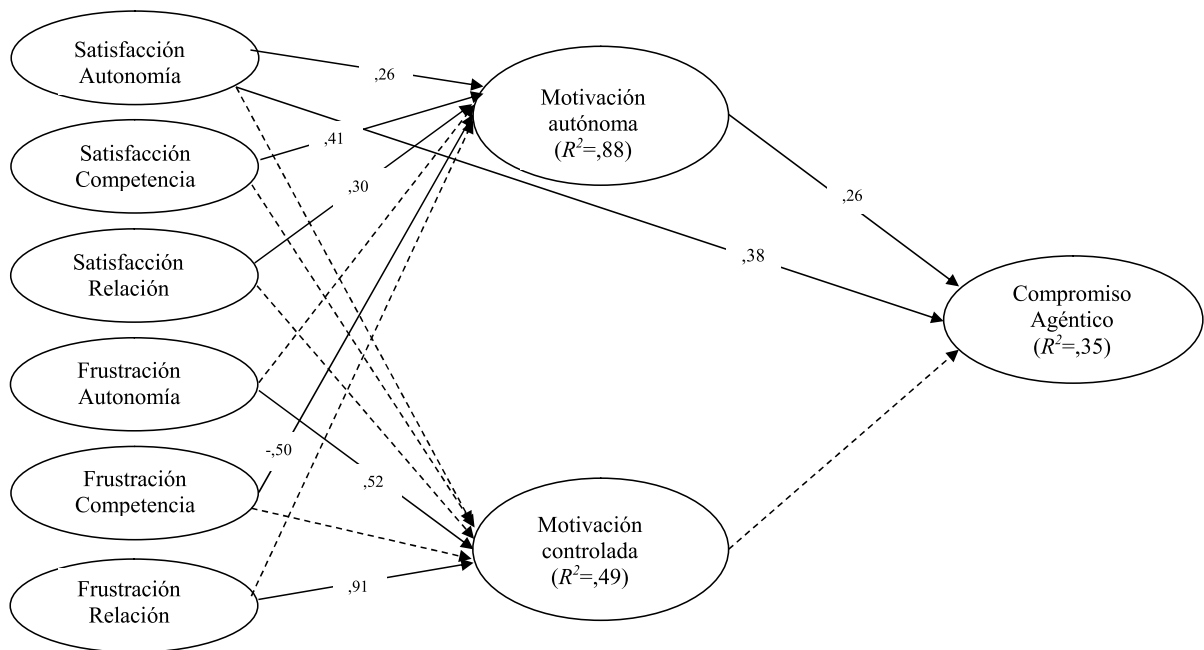 Satisfacción
Autonomía
Satisfacción
Competencia
Satisfacción
Relación
Frustración
Autonomía
Frustración
Competencia
Frustración
Relación
,26
,41
,30
-,50
,52
,91
Motivación
autónoma
(R²=,88)
Motivación
controlada
(R²=,49)
,26
,38
Compromiso
Agéntico
(R²=,35)